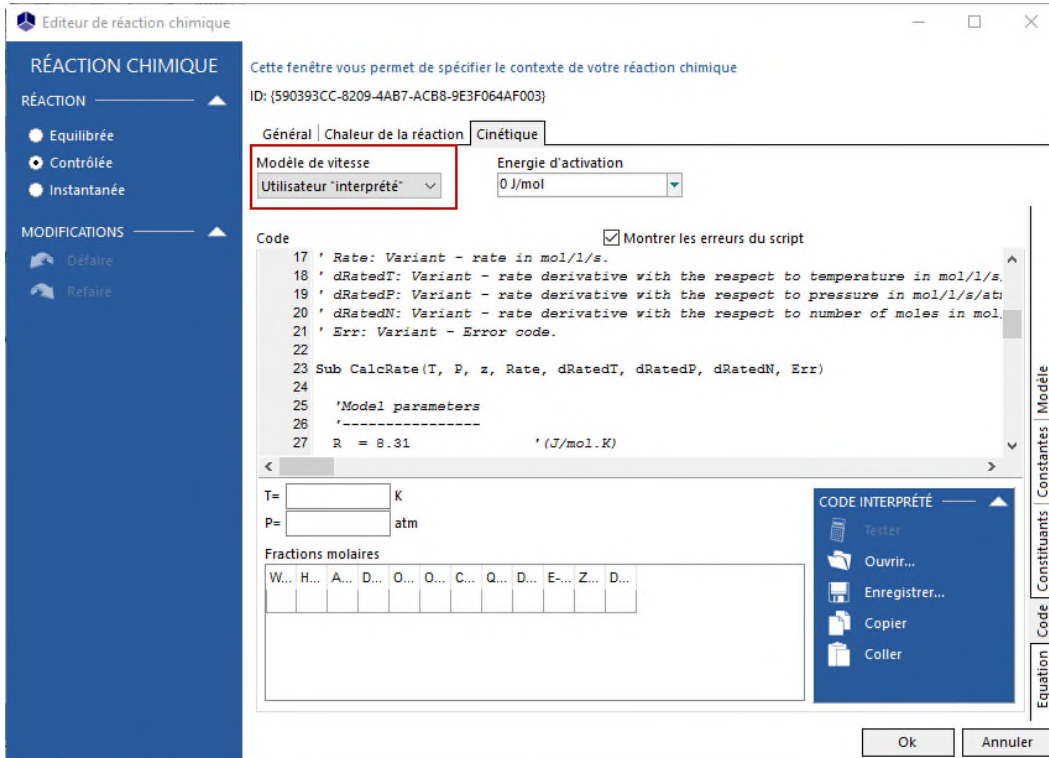 Editeur de réaction chimique
RÉACTION CHIMIQUE
RÉACTION
Equilibrée
Contrôlée
Instantanée
MODIFICATIONS
Défaire
Refaire
Cette fenêtre vous permet de spécifier le contexte de votre réaction chimique
ID: {590393CC-8209-4AB7-ACB8-9E3F064AF003}
Général Chaleur de la réaction Cinétique
Modèle de vitesse Energie d'activation
Utilisateur "interprété" 0 J/mol
Code Montrer les erreurs du script
17 ' Rate: Variant - rate in mol/l/s.
18 ' dRatedT: Variant - rate derivative with the respect to temperature in mol/l/s
19 ' dRatedP: Variant - rate derivative with the respect to pressure in mol/l/s/at
20 ' dRatedN: Variant - rate derivative with the respect to number of moles in mol
21 ' Err: Variant - Error code.
22
23 Sub CalcRate(T, P, z, Rate, dRatedT, dRatedP, dRatedN, Err)
24
25 'Model parameters
26 '----------------
27 R = 8.31 '(J/mol.K)
T= K
P= atm
Fractions molaires
W... H... A... D... O... O... C... Q... D... E-... Z... D...
CODE INTERPRÉTÉ
Tester
Ouvrir...
Enregistrer...
Copier
Coller
Modèle
Constantes
Constituants
Code
Equation
Ok Annuler